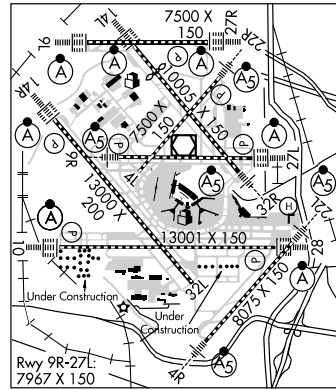 14L
7500 X
150
27R
9L
22R
A
A
A
14R
P
P
10005 X 150
P
A
P
A5
7500 X
150
A5
A
9R
P
27L
13000 X
200
4L
A5
A5
32R
H
A
P
22L
10
13001 X 150
P
28
32L
8075 X 150
A
Under Construction
Under
Construction
4R
A5
Rwy 9R-27L:
7967 X 150